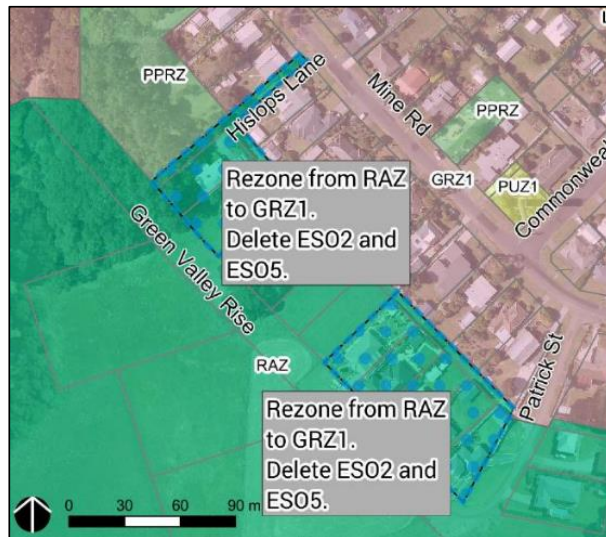 PPRZ
Hislops Lane
Mine Rd
PPRZ
GRZ1
PUZ1
Commonweal
Rezone from RAZ
to GRZ1.
Delete ESO2 and
ESO5.
Green Valley Rise
RAZ
Patrick St
Rezone from RAZ
to GRZ1.
Delete ESO2 and
ESO5.
0 30 60 90 m